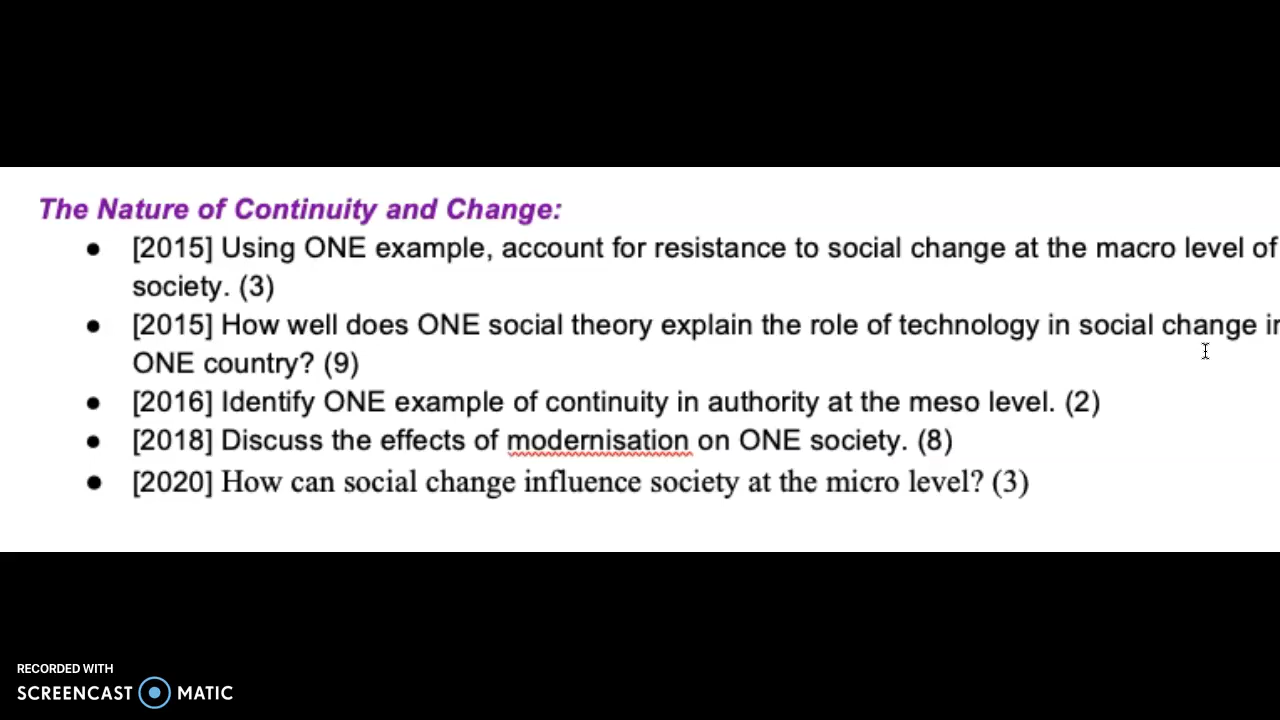 The Nature of Continuity and Change:
● [2015] Using ONE example, account for resistance to social change at the macro level of
society. (3)
● [2015] How well does ONE social theory explain the role of technology in social change
ONE country? (9)
● [2016] Identify ONE example of continuity in authority at the meso level. (2)
● [2018] Discuss the effects of modernisation on ONE society. (8)
● [2020] How can social change influence society at the micro level? (3)
RECORDED WITH
SCREENCAST MATIC